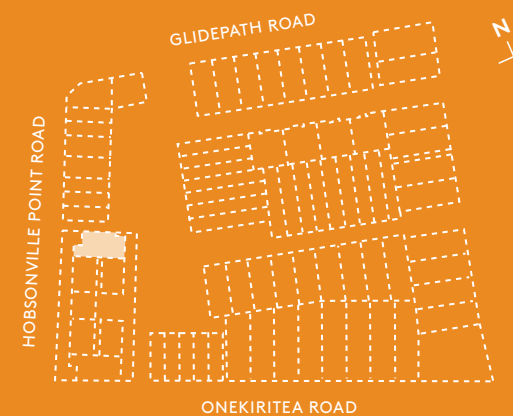 GLIDEPATH ROAD
N
HOBSONVILLE POINT ROAD
ONEKIRITEA ROAD